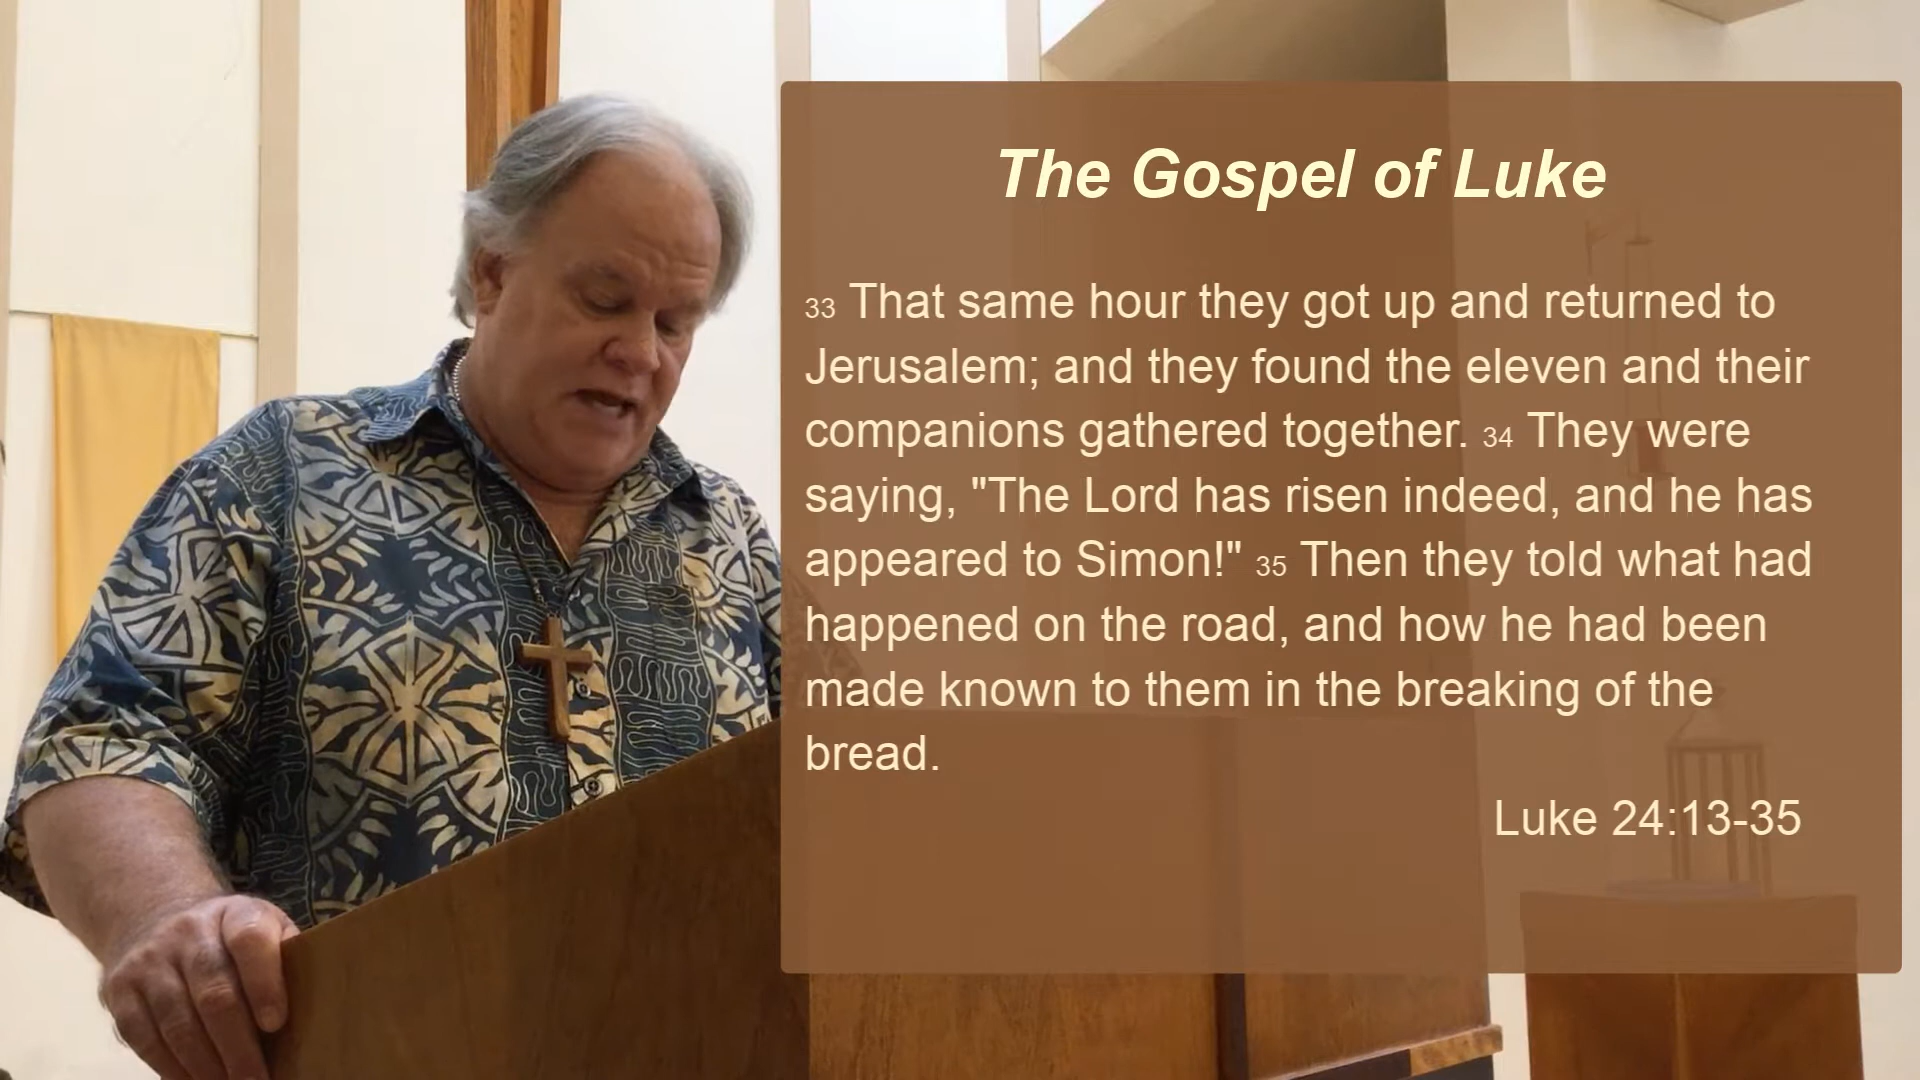 The Gospel of Luke
33 That same hour they got up and returned to
Jerusalem; and they found the eleven and their
companions gathered together. 34 They were
saying, "The Lord has risen indeed, and he has
appeared to Simon!" 35 Then they told what had
happened on the road, and how he had been
made known to them in the breaking of the
bread.
Luke 24:13-35